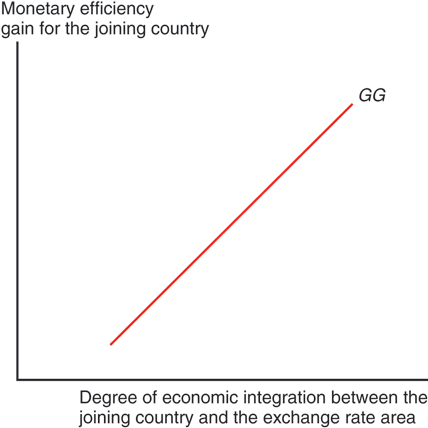 Monetary efficiency
gain for the joining country
GG
Degree of economic integration between the
joining country and the exchange rate area